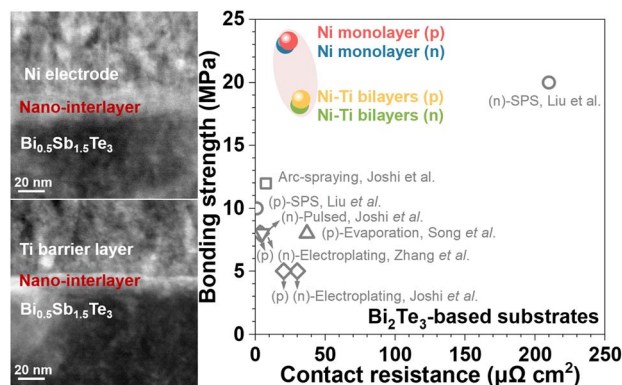 Ni electrode
Nano-interlayer
Bi0.5Sb1.5Te3
20 nm
Ti barrier layer
Nano-interlayer
Bi0.5Sb1.5Te3
20 nm
Bonding strength (MPa)
25
20
15
10
5
0
Ni monolayer (p)
Ni monolayer (n)
Ni-Ti bilayers (p)
Ni-Ti bilayers (n)
(n)-SPS, Liu et al.
Arc-spraying, Joshi et al.
(p)-SPS, Liu et al.
(n)-Pulsed, Joshi et al.
(p)-Evaporation, Song et al.
(p) (n)-Electroplating, Zhang et al.
(p) (n)-Electroplating, Joshi et al.
Bi2Te3-based substrates
0 50 100 150 200 250
Contact resistance (μΩ cm2)